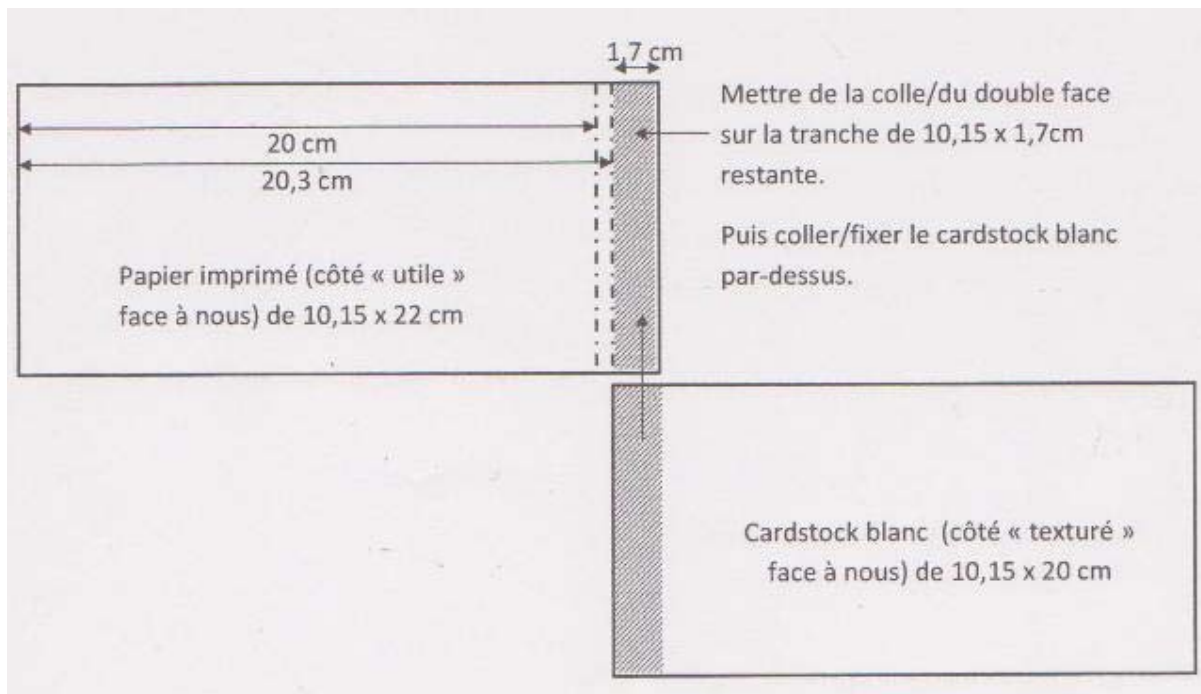 1,7 cm
Mettre de la colle/du double face
sur la tranche de 10,15 x 1,7cm
restante.
Puis coller/fixer le cardstock blanc
par-dessus.
20 cm
20,3 cm
Papier imprimé (côté « utile »
face à nous) de 10,15 x 22 cm
Cardstock blanc (côté « texturé »
face à nous) de 10,15 x 20 cm